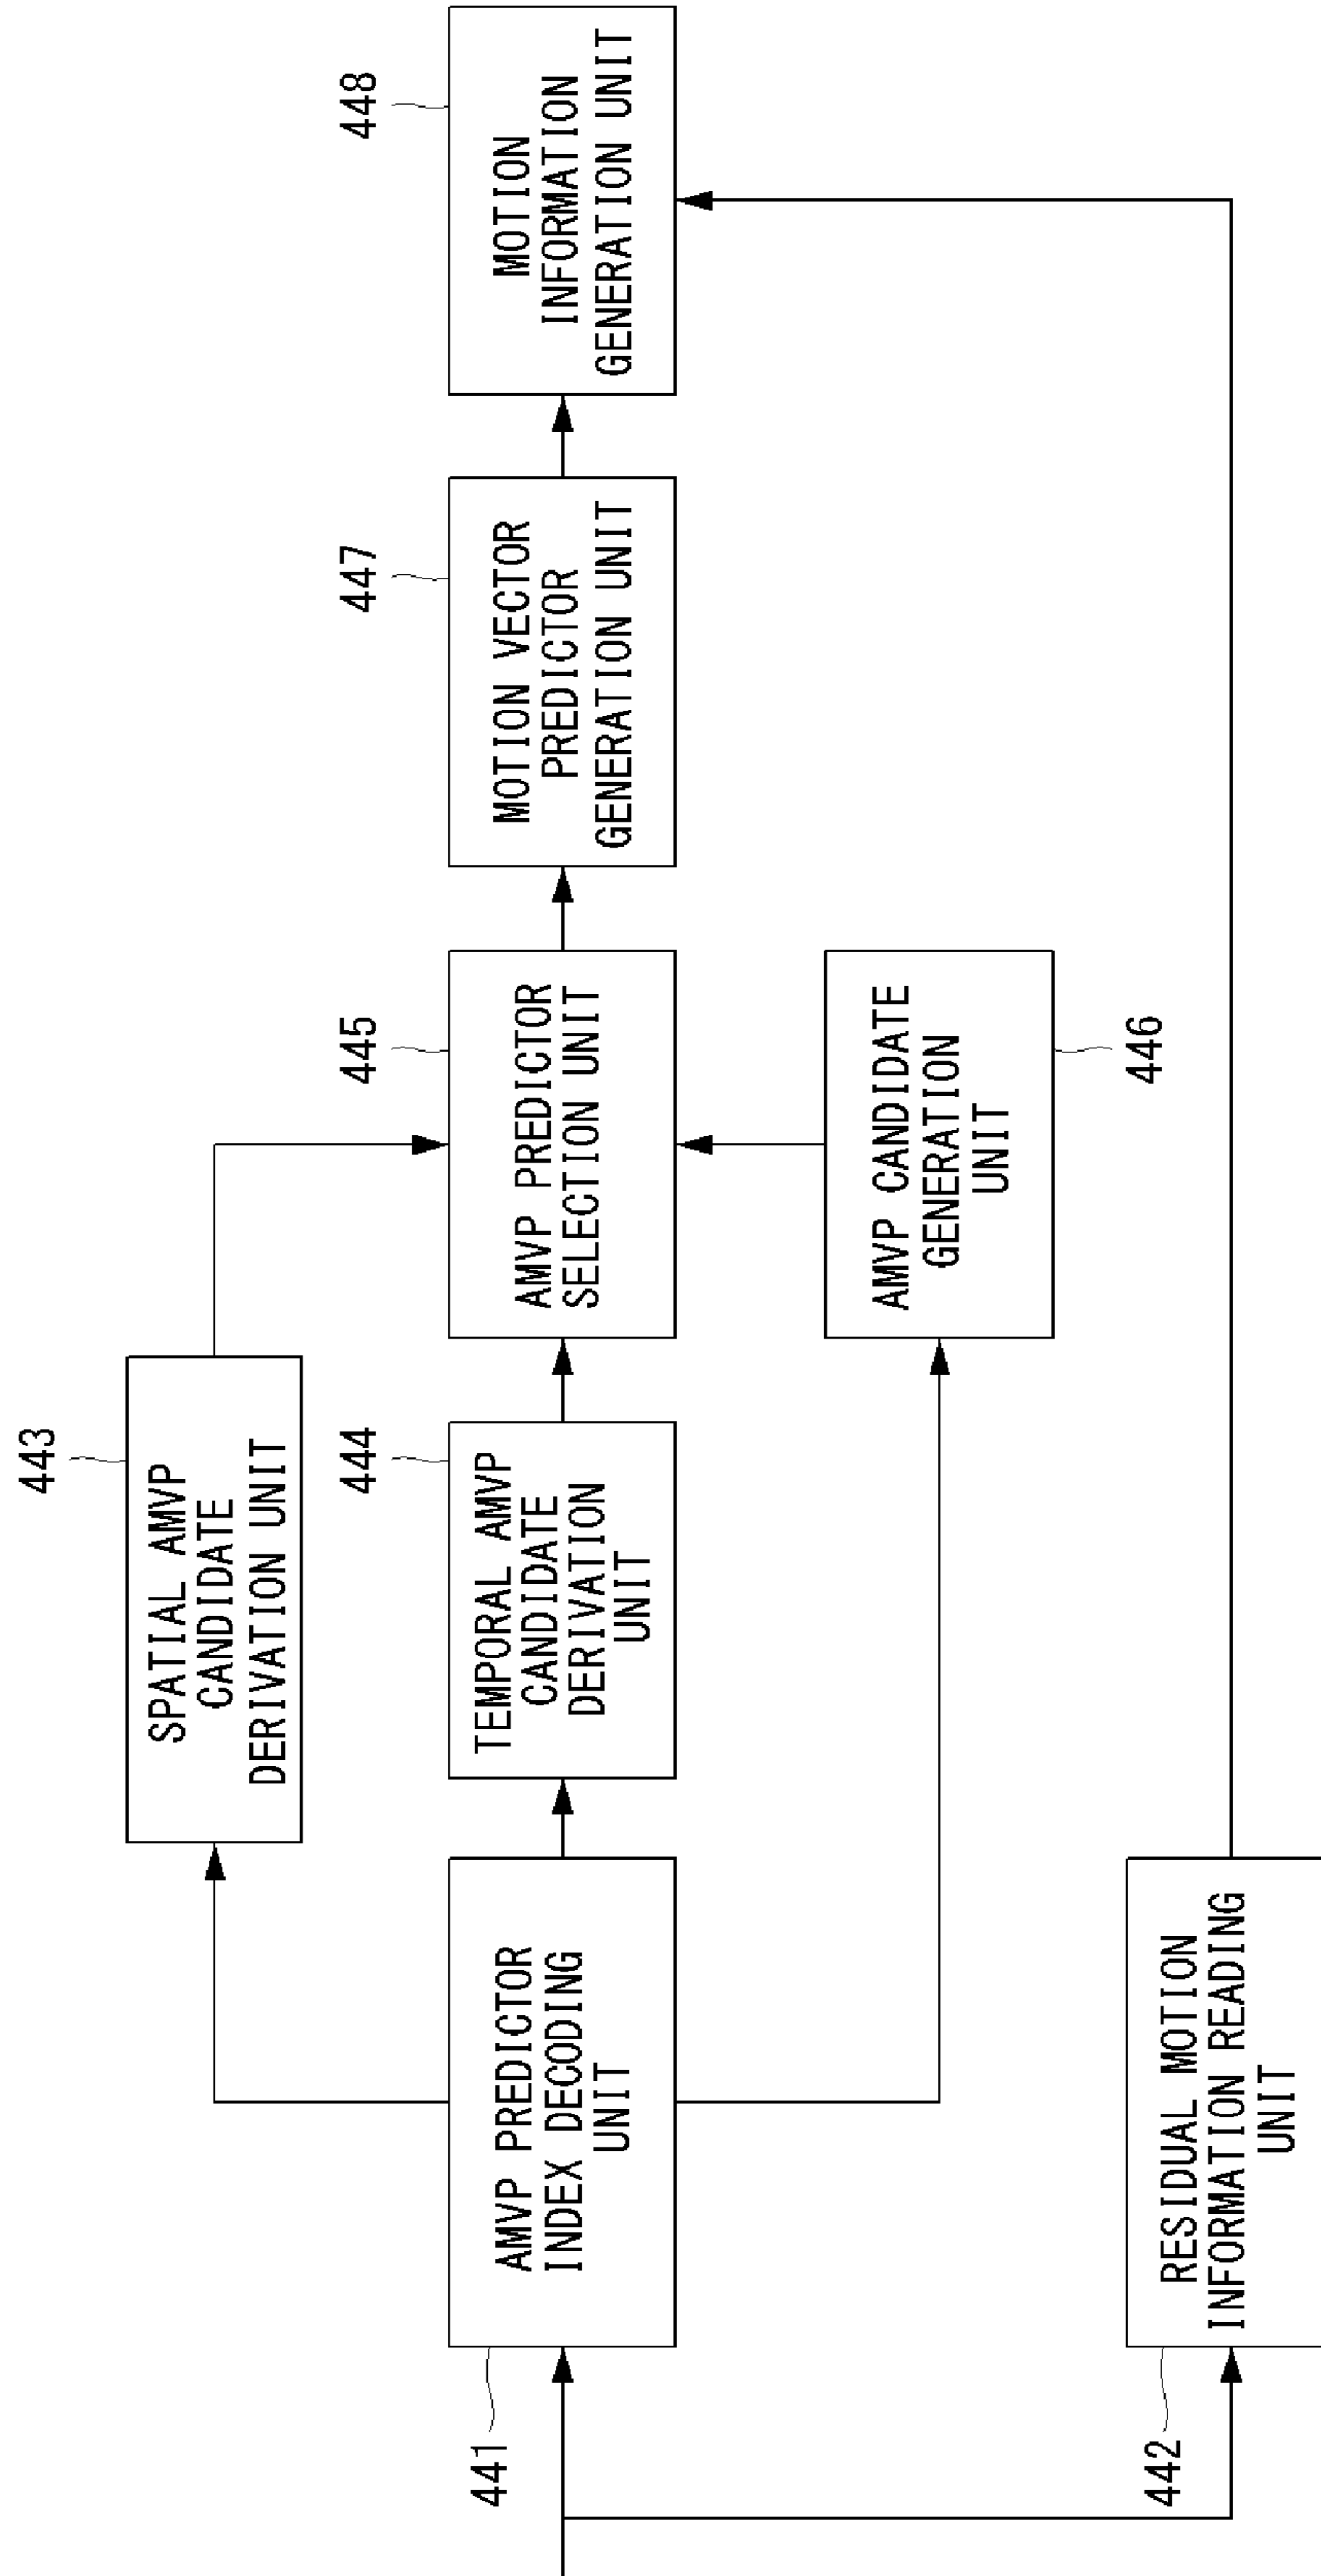 443
SPATIAL AMVP
CANDIDATE
DERIVATION UNIT
441
AMVP PREDICTOR
INDEX DECODING
UNIT
444
TEMPORAL AMVP
CANDIDATE
DERIVATION
UNIT
445
AMVP PREDICTOR
SELECTION UNIT
447
MOTION VECTOR
PREDICTOR
GENERATION UNIT
448
MOTION
INFORMATION
GENERATION UNIT
AMVP CANDIDATE
GENERATION
UNIT
446
442
RESIDUAL MOTION
INFORMATION READING
UNIT